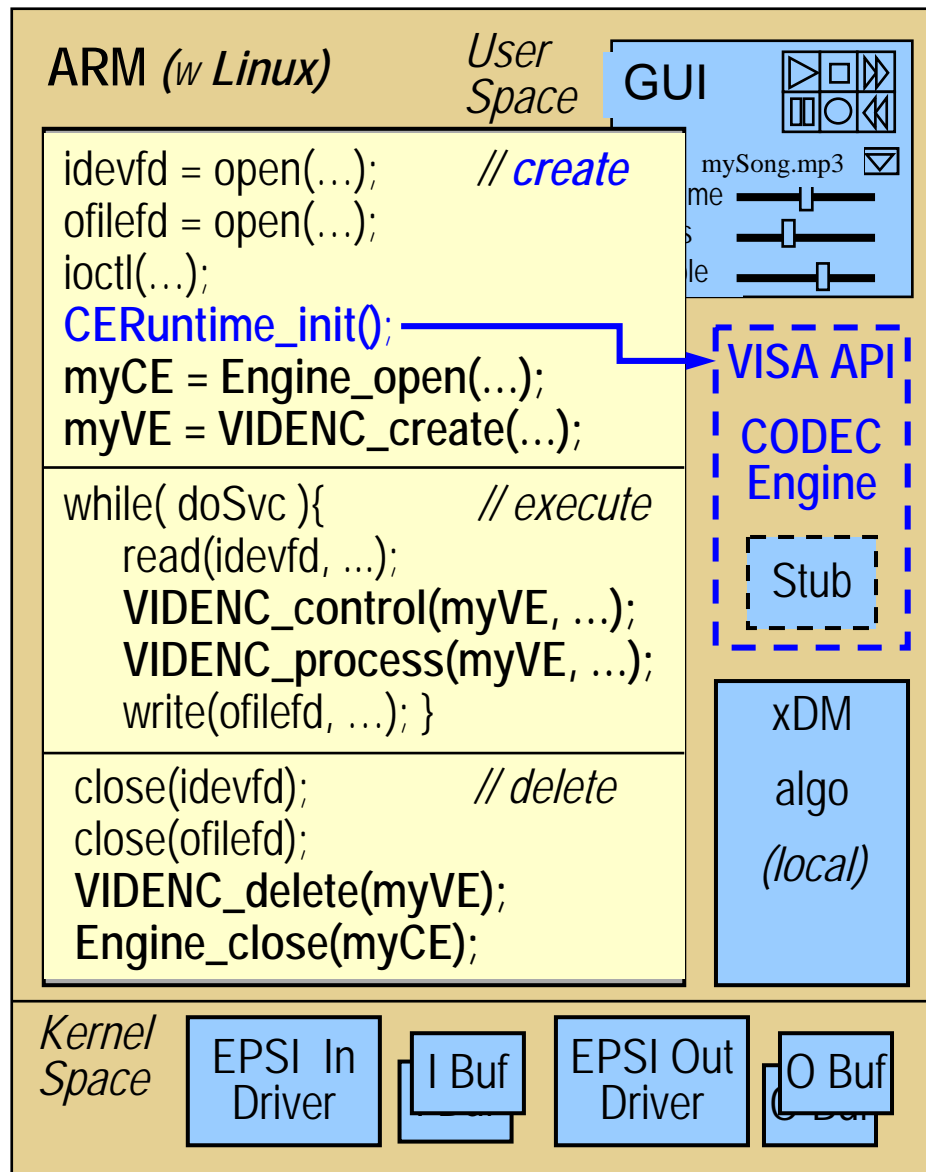 ARM (w Linux)
User
Space
GUI
mySong.mp3
me
s
le
idevfd = open(…); // create
ofilefd = open(…);
ioctl(…);
CERuntime_init();
myCE = Engine_open(…);
myVE = VIDENC_create(…);
while( doSvc ){ // execute
read(idevfd, ...);
VIDENC_control(myVE, …);
VIDENC_process(myVE, …);
write(ofilefd, …); }
close(idevfd); // delete
close(ofilefd);
VIDENC_delete(myVE);
Engine_close(myCE);
VISA API
CODEC
Engine
Stub
xDM
algo
(local)
Kernel
Space
EPSI In
Driver
I Buf
EPSI Out
Driver
O Buf